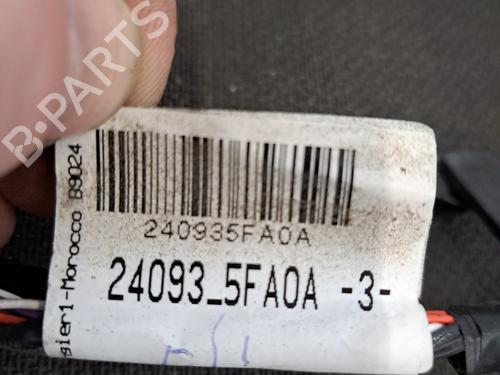 B-PARTS
240935FA0A
24093_5FA0A -3-
gier1-Morocco B9024